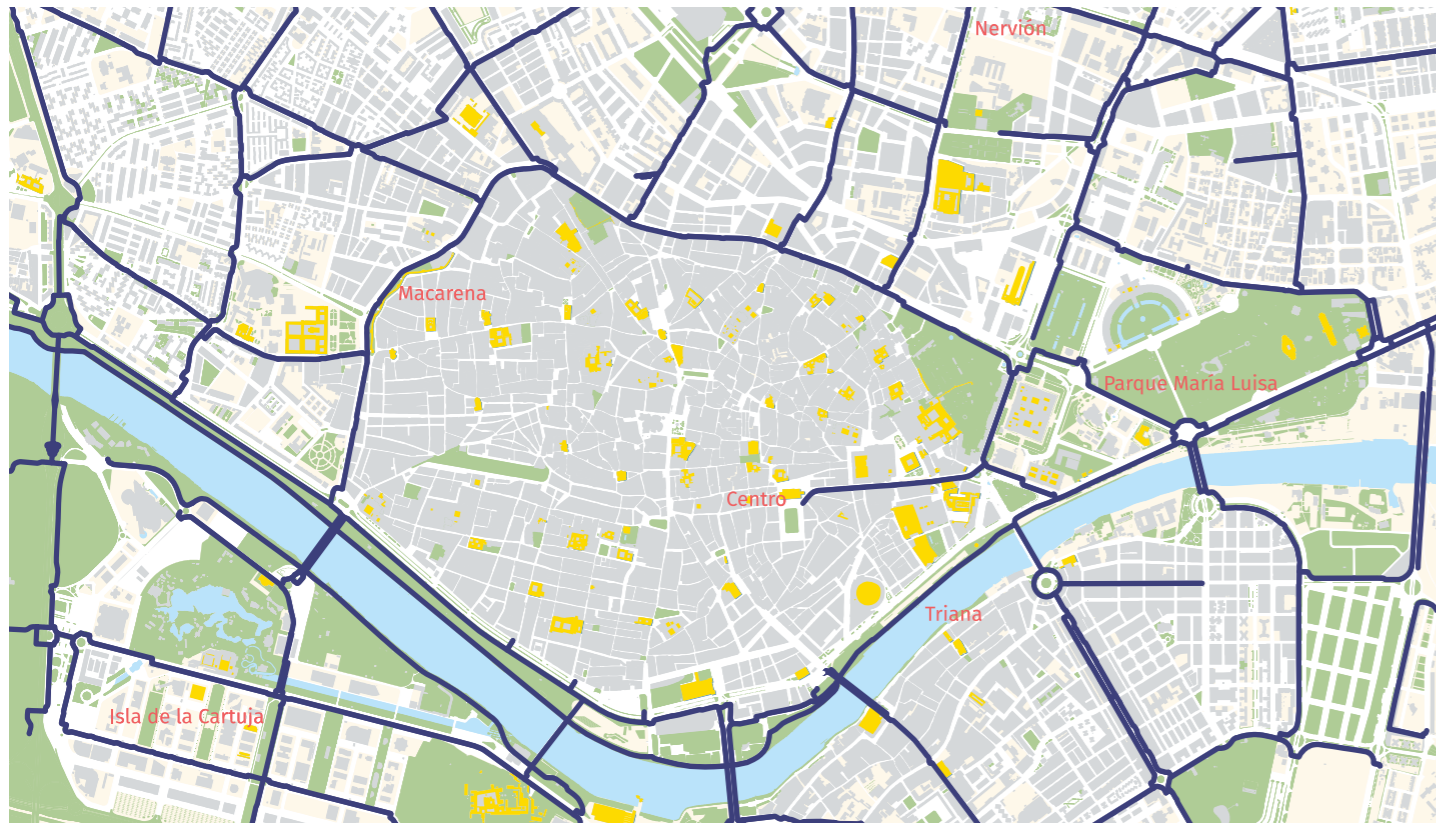 Nervión
Macarena
Parque María Luisa
Centro
Triana
Isla de la Cartuja